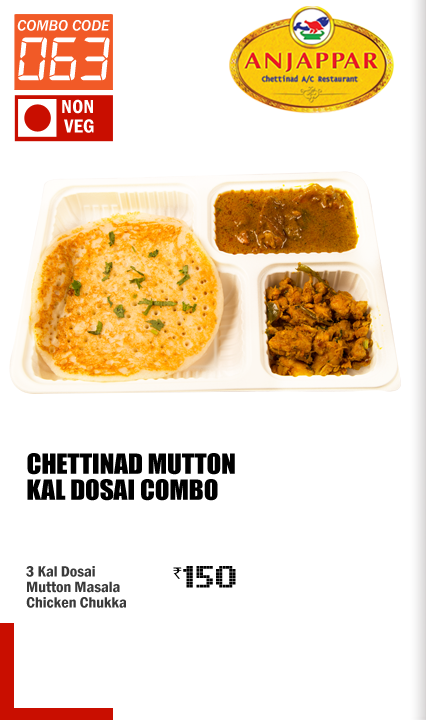 COMBO CODE
063
NON
VEG
ANJAPPAR
Chettinad A/C Restaurant
CHETTINAD MUTTON
KAL DOSAI COMBO
3 Kal Dosai
Mutton Masala
Chicken Chukka
₹150